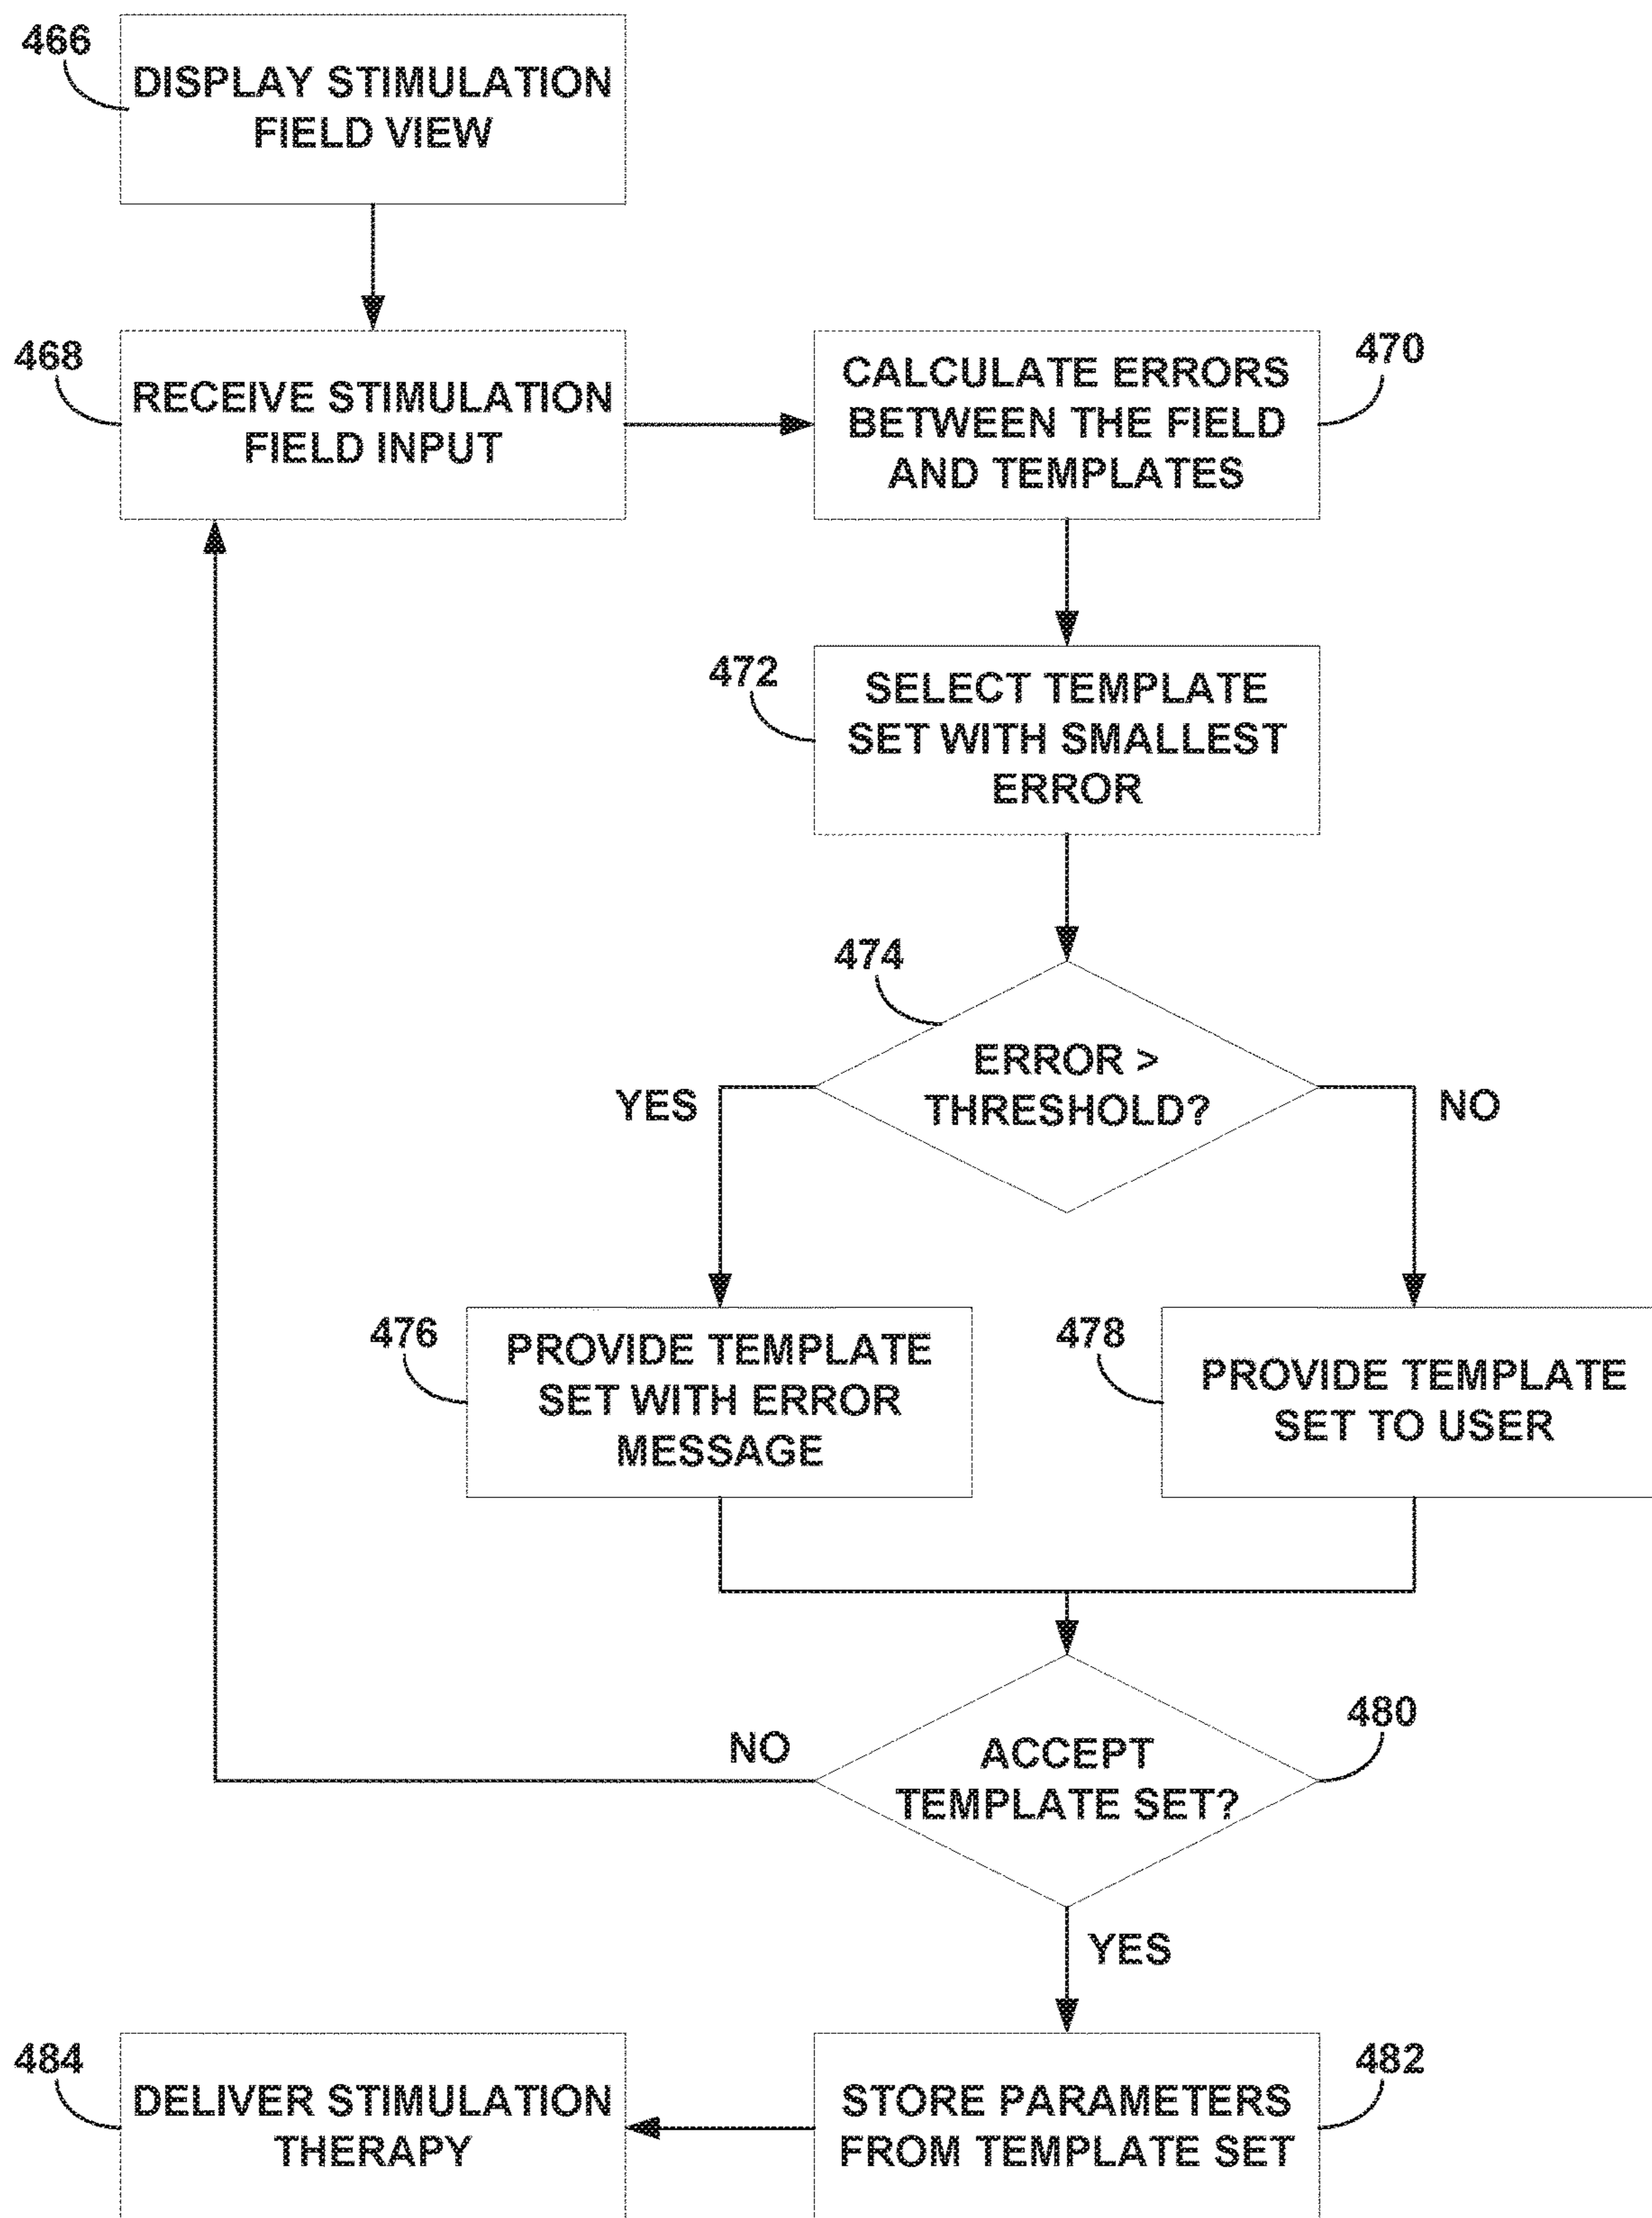 466
DISPLAY STIMULATION
FIELD VIEW
468
RECEIVE STIMULATION
FIELD INPUT
470
CALCULATE ERRORS
BETWEEN THE FIELD
AND TEMPLATES
472
SELECT TEMPLATE
SET WITH SMALLEST
ERROR
474
ERROR >
THRESHOLD?
YES
NO
476
PROVIDE TEMPLATE
SET WITH ERROR
MESSAGE
478
PROVIDE TEMPLATE
SET TO USER
480
ACCEPT
TEMPLATE SET?
NO
YES
484
DELIVER STIMULATION
THERAPY
482
STORE PARAMETERS
FROM TEMPLATE SET